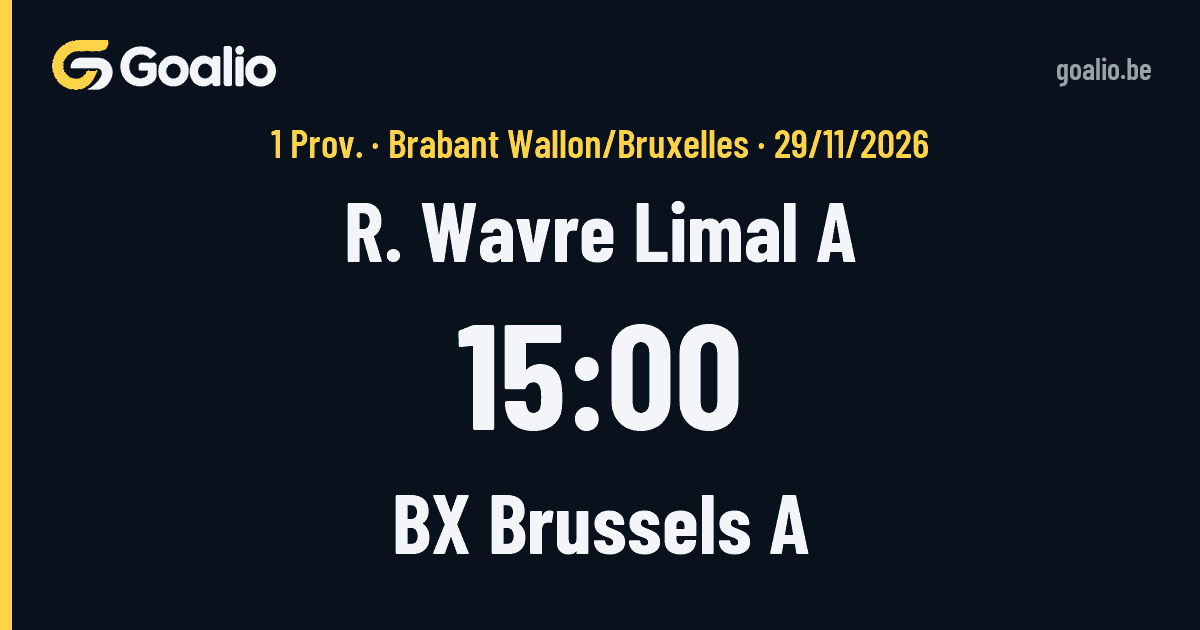 Goalio
goalio.be
1 Prov. · Brabant Wallon/Bruxelles · 29/11/2026
R. Wavre Limal A
15:00
BX Brussels A